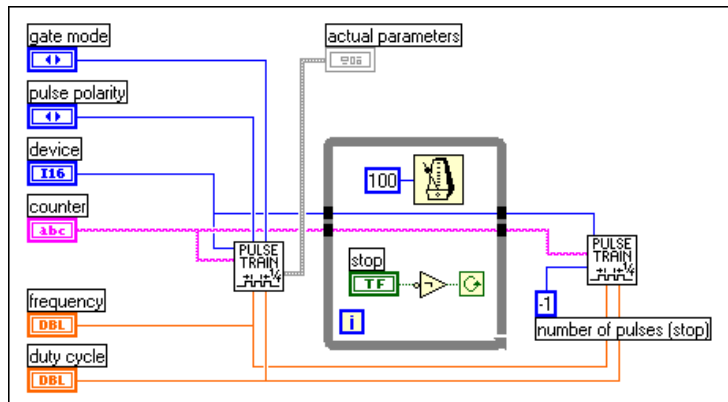 gate mode
actual parameters
pulse polarity
device
I16
100
counter
abc
PULSE
TRAIN
PULSE
TRAIN
stop
TF
i
-1
frequency
DBL
number of pulses (stop)
duty cycle
DBL